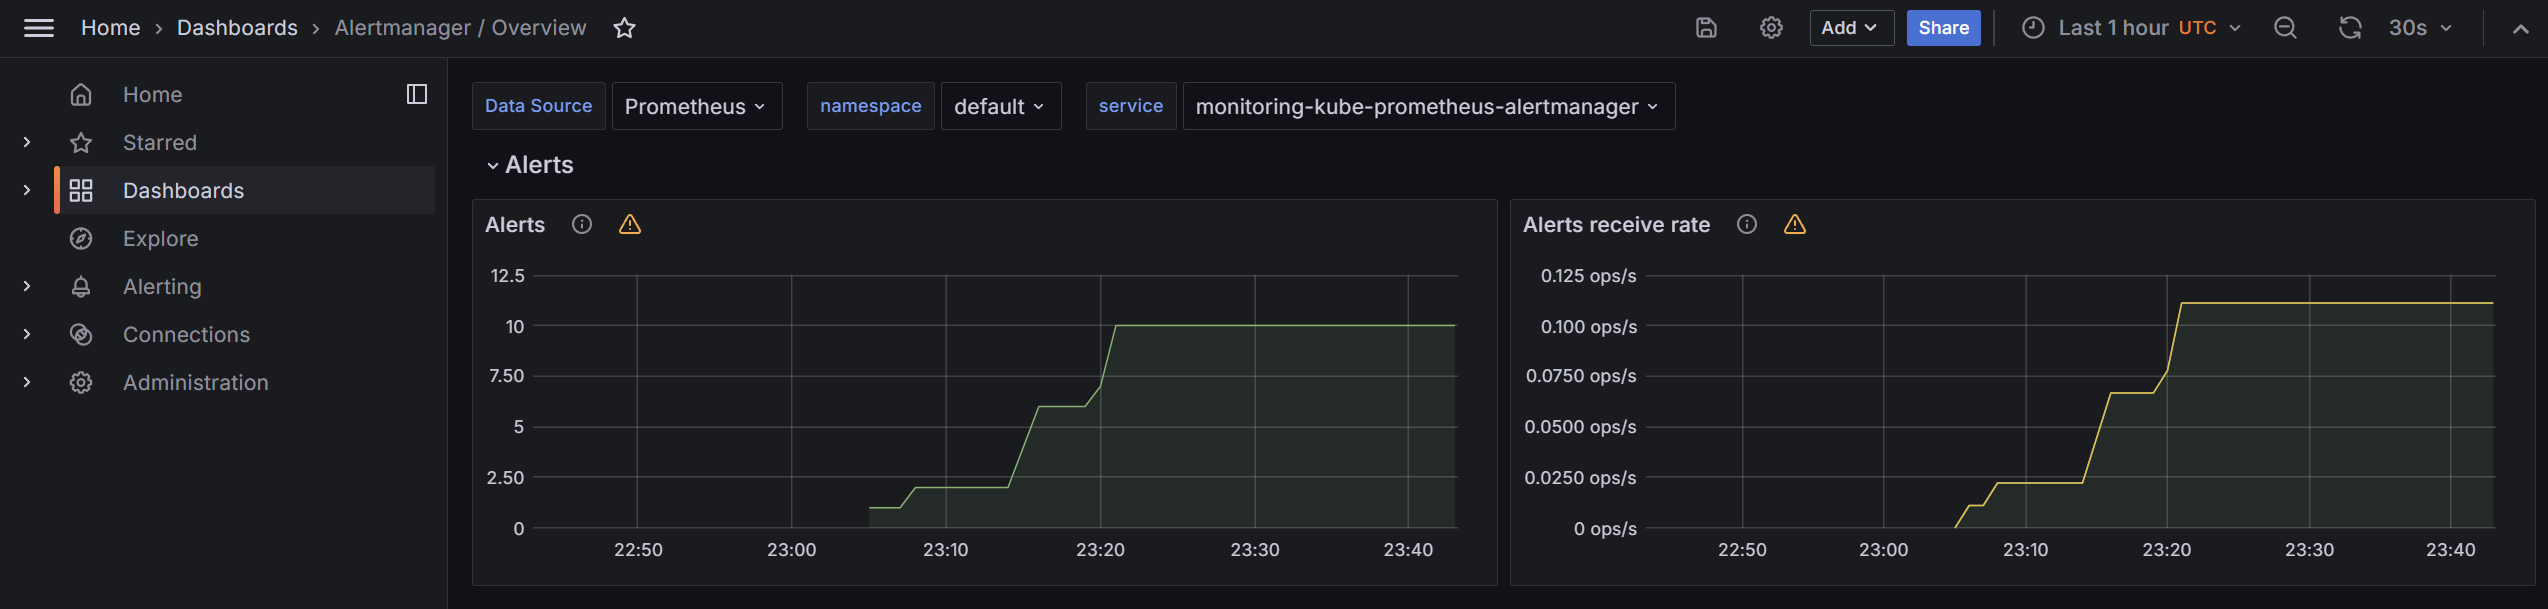 Home › Dashboards › Alertmanager / Overview
Add
Share
Last 1 hour UTC
30s
Home
Starred
Dashboards
Explore
Alerting
Connections
Administration
Data Source Prometheus namespace default service monitoring-kube-prometheus-alertmanager
Alerts
Alerts
12.5
10
7.50
5
2.50
0
22:50 23:00 23:10 23:20 23:30 23:40
Alerts receive rate
0.125 ops/s
0.100 ops/s
0.0750 ops/s
0.0500 ops/s
0.0250 ops/s
0 ops/s
22:50 23:00 23:10 23:20 23:30 23:40